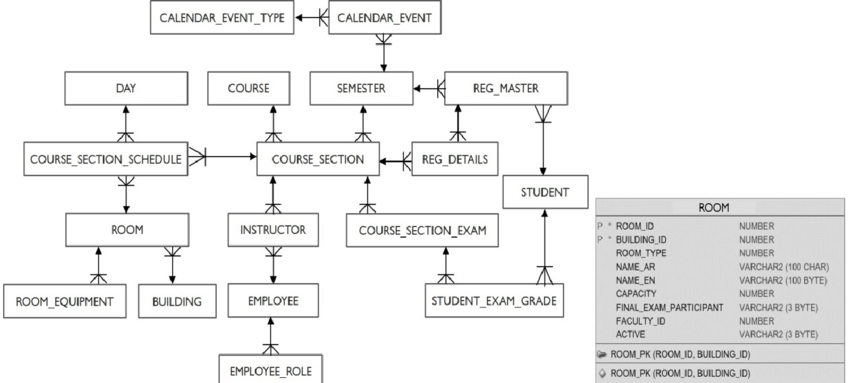 CALENDAR_EVENT_TYPE
CALENDAR_EVENT
DAY
COURSE
SEMESTER
REG_MASTER
COURSE_SECTION_SCHEDULE
COURSE_SECTION
REG_DETAILS
STUDENT
ROOM
INSTRUCTOR
COURSE_SECTION_EXAM
ROOM_EQUIPMENT
BUILDING
EMPLOYEE
STUDENT_EXAM_GRADE
EMPLOYEE_ROLE
ROOM
P * ROOM_ID NUMBER
P * BUILDING_ID NUMBER
ROOM_TYPE NUMBER
NAME_AR VARCHAR2 (100 CHAR)
NAME_EN VARCHAR2 (100 BYTE)
CAPACITY NUMBER
FINAL_EXAM_PARTICIPANT VARCHAR2 (3 BYTE)
FACULTY_ID NUMBER
ACTIVE VARCHAR2 (3 BYTE)
ROOM_PK (ROOM_ID, BUILDING_ID)
ROOM_PK (ROOM_ID, BUILDING_ID)